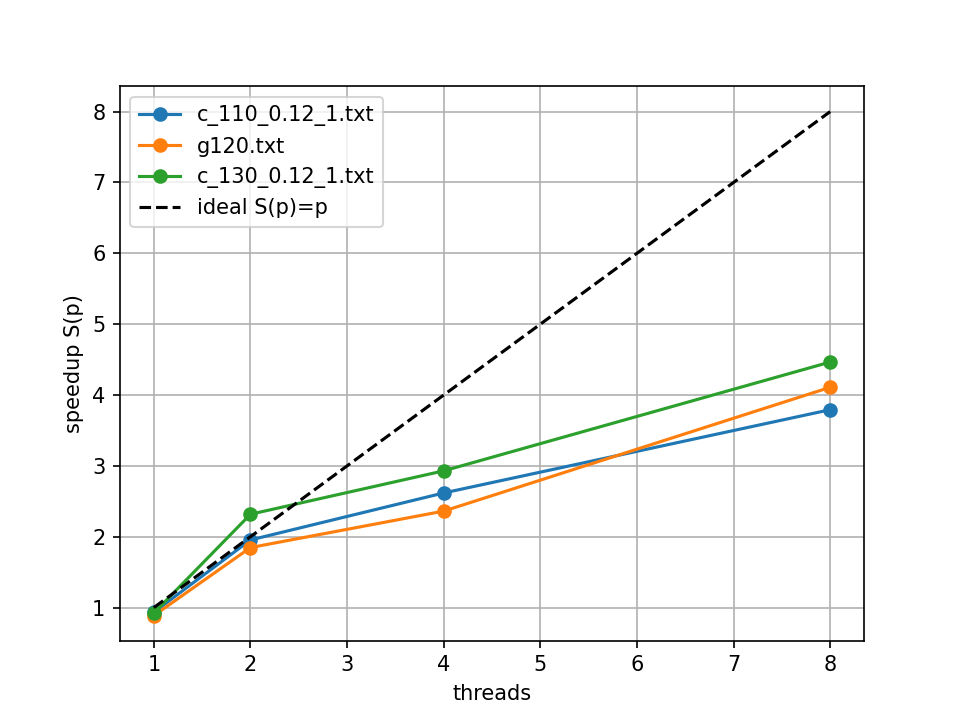 c_110_0.12_1.txt
g120.txt
c_130_0.12_1.txt
ideal S(p)=p
8
7
6
5
4
3
2
1
speedup S(p)
1 2 3 4 5 6 7 8
threads